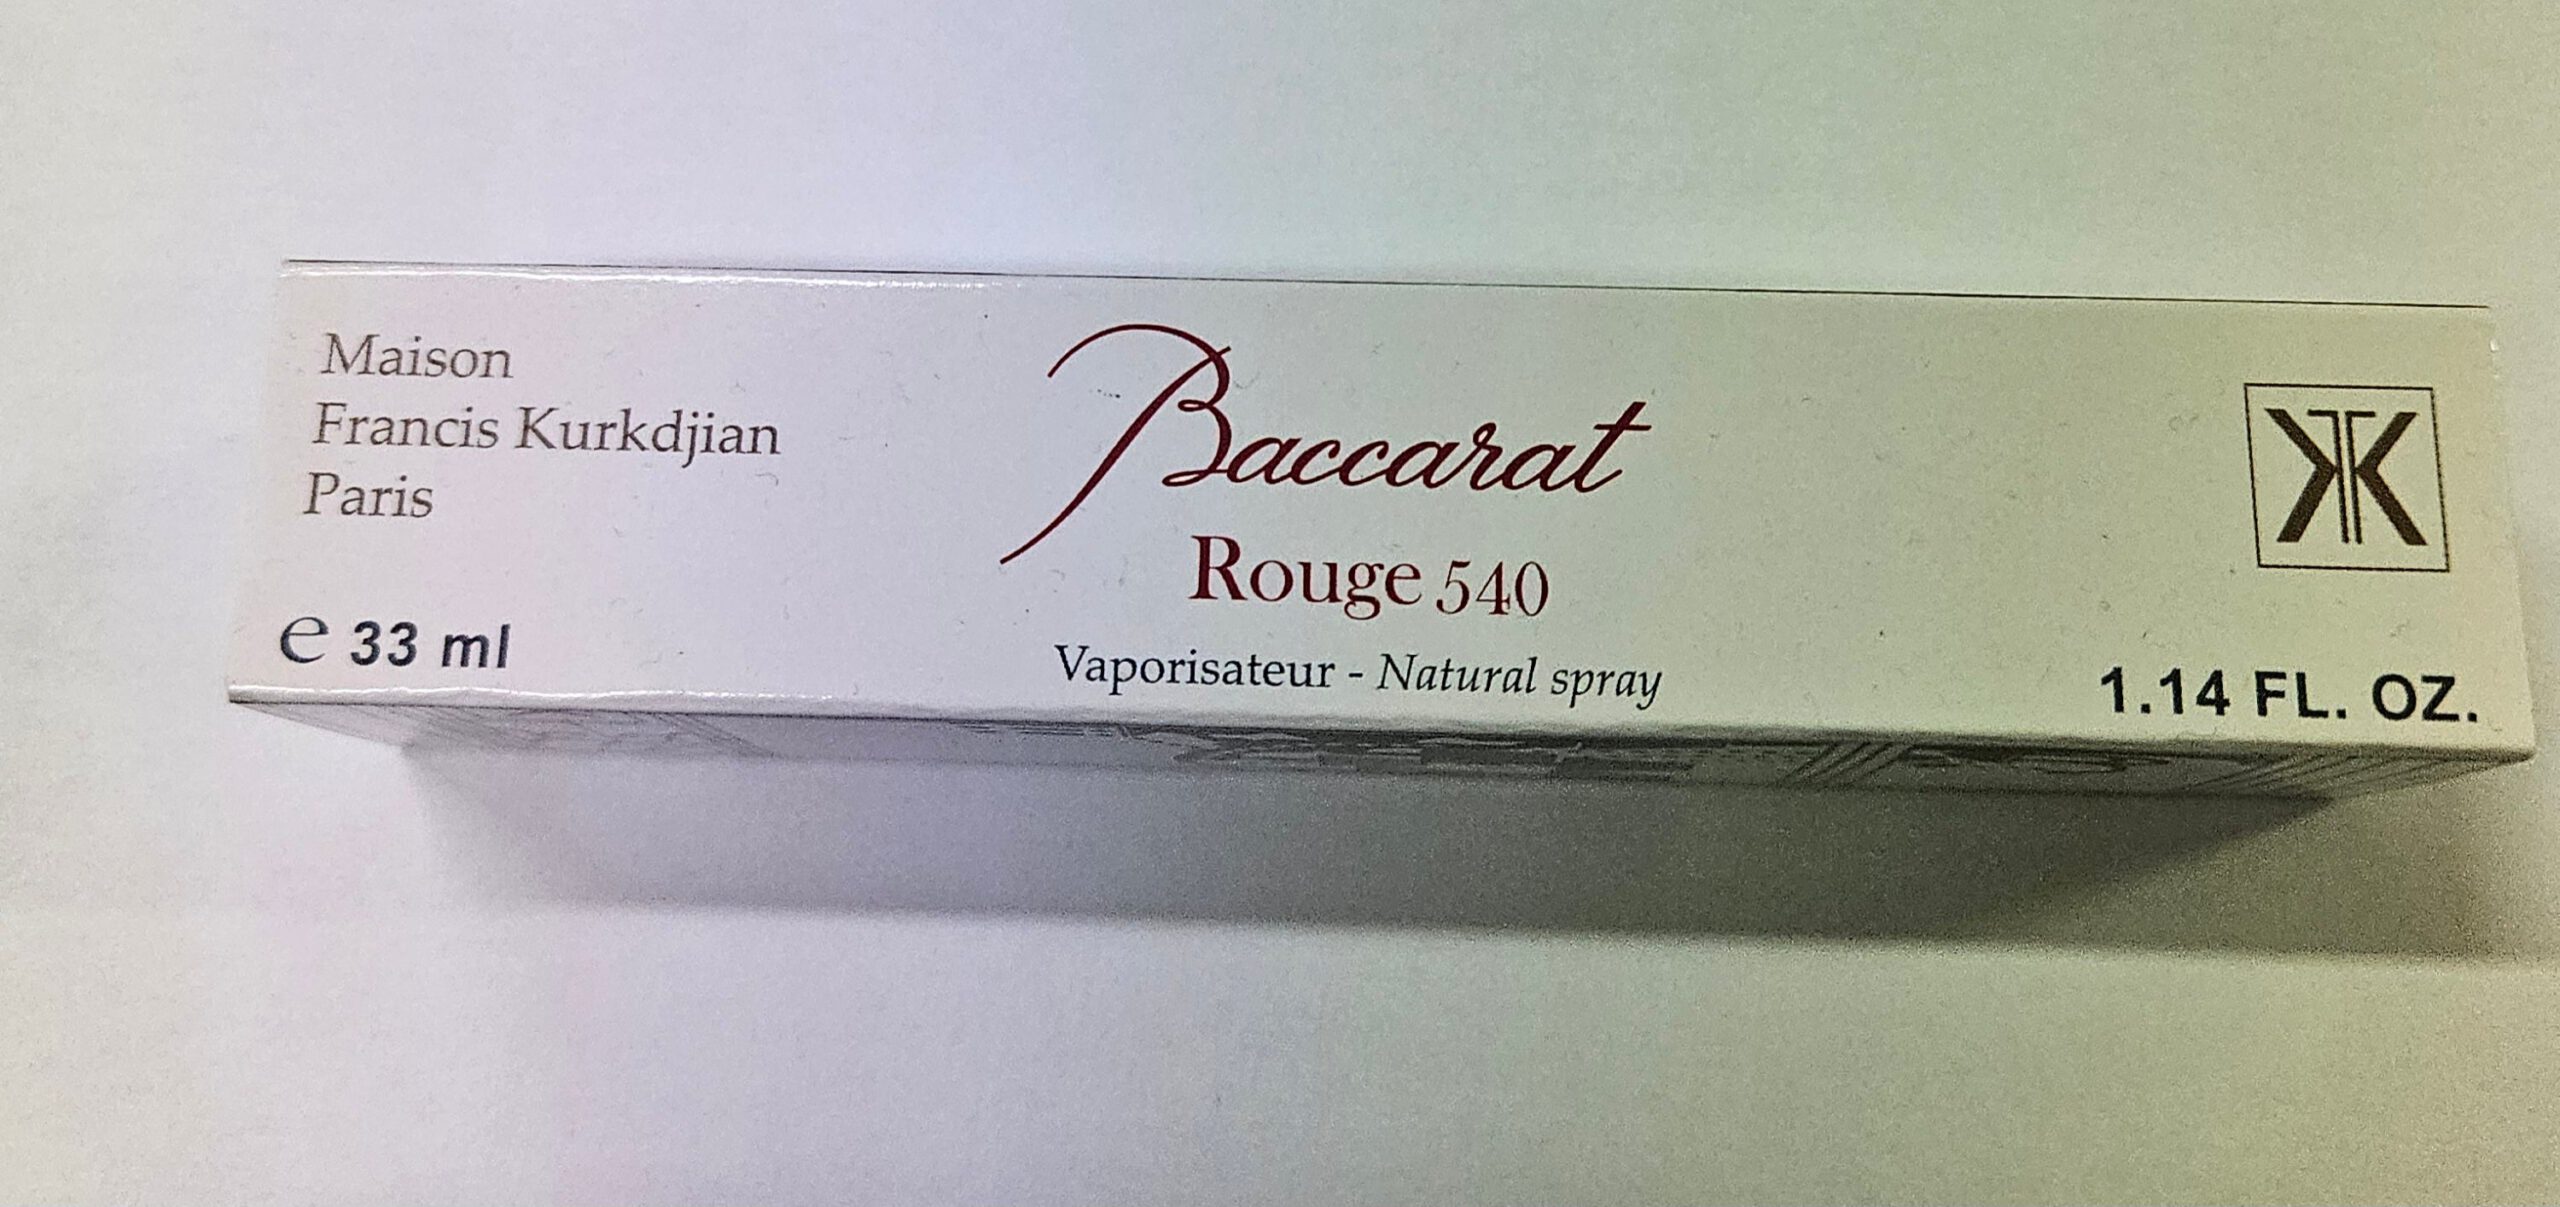 Maison
Francis Kurkdjian
Paris
e 33 ml
Baccarat
Rouge 540
Vaporisateur - Natural spray
1.14 FL. OZ.